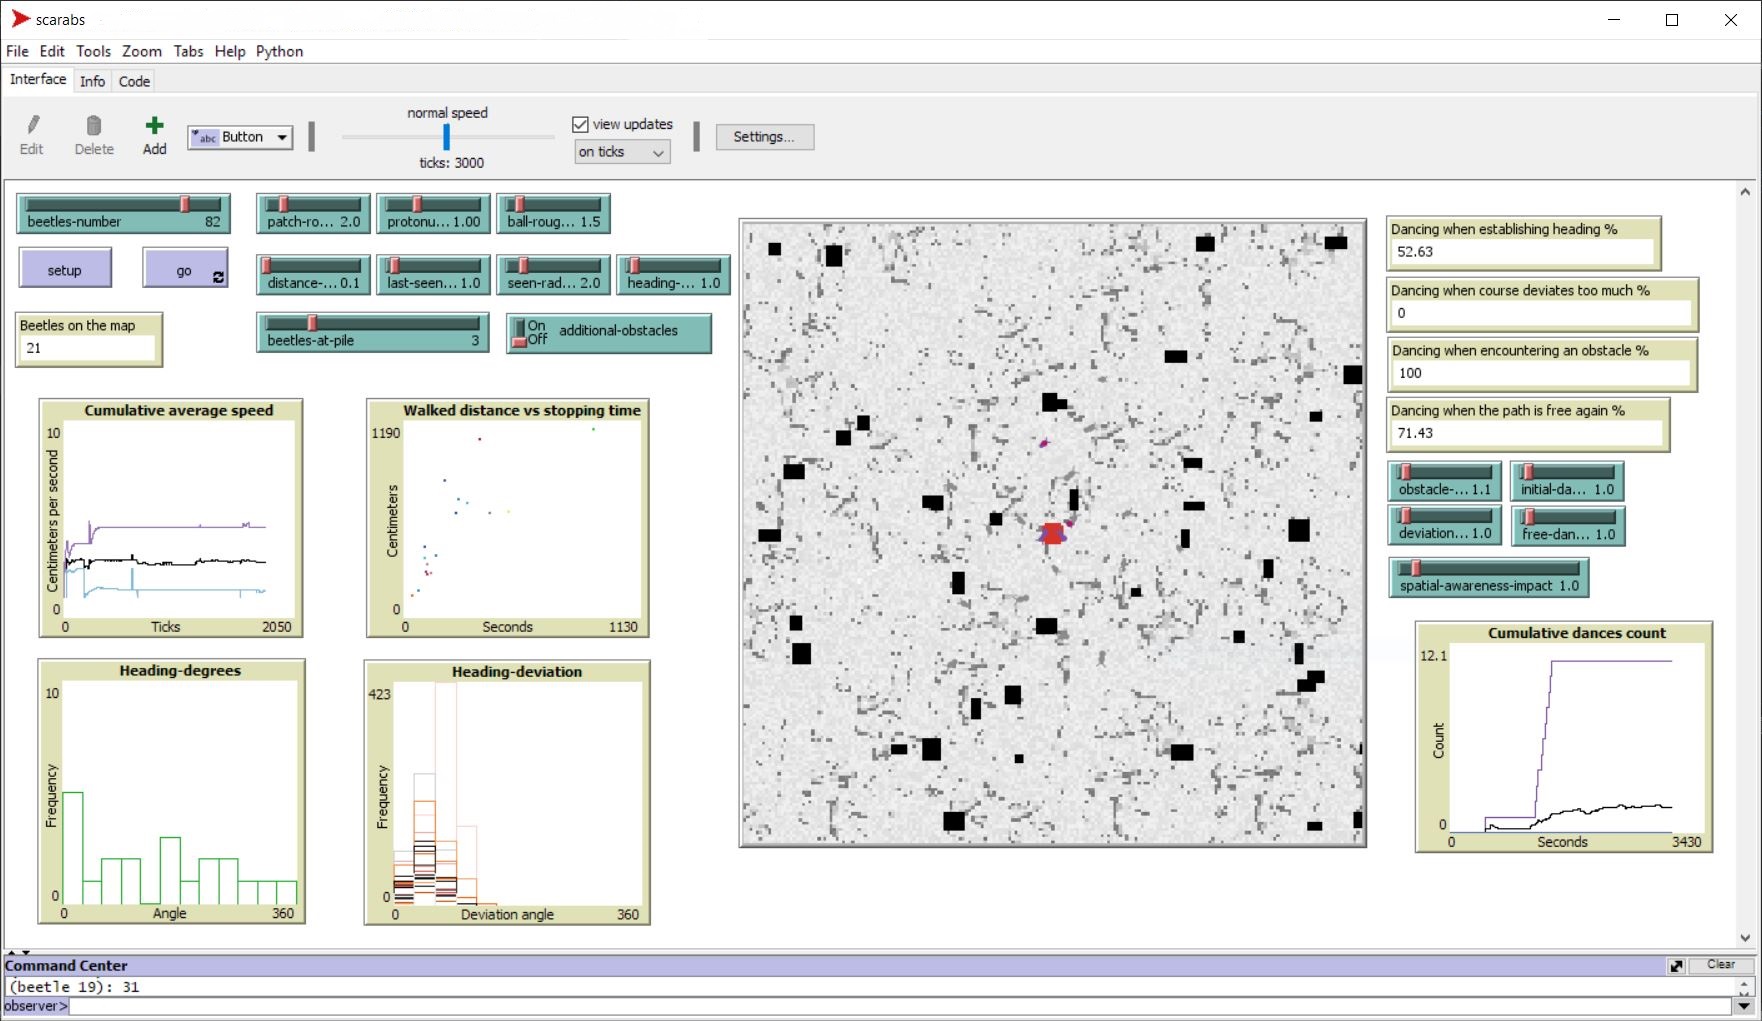 scarabs
File Edit Tools Zoom Tabs Help Python
Interface Info Code
Edit Delete Add abc Button
normal speed
ticks: 3000
view updates
on ticks
Settings...
beetles-number 82
patch-ro... 2.0
protonu... 1.00
ball-roug... 1.5
setup
go
distance-... 0.1
last-seen... 1.0
seen-rad... 2.0
heading-... 1.0
Beetles on the map
21
beetles-at-pile 3
On
Off
additional-obstacles
Cumulative average speed
10
Centimeters per second
0
0 Ticks 2050
Walked distance vs stopping time
1190
Centimeters
0
0 Seconds 1130
Heading-degrees
10
Frequency
0
0 Angle 360
Heading-deviation
423
Frequency
0
0 Deviation angle 360
Dancing when establishing heading %
52.63
Dancing when course deviates too much %
0
Dancing when encountering an obstacle %
100
Dancing when the path is free again %
71.43
obstacle-... 1.1
initial-da... 1.0
deviation... 1.0
free-dan... 1.0
spatial-awareness-impact 1.0
Cumulative dances count
12.1
Count
0
0 Seconds 3430
Command Center
Clear
(beetle 19): 31
observer>